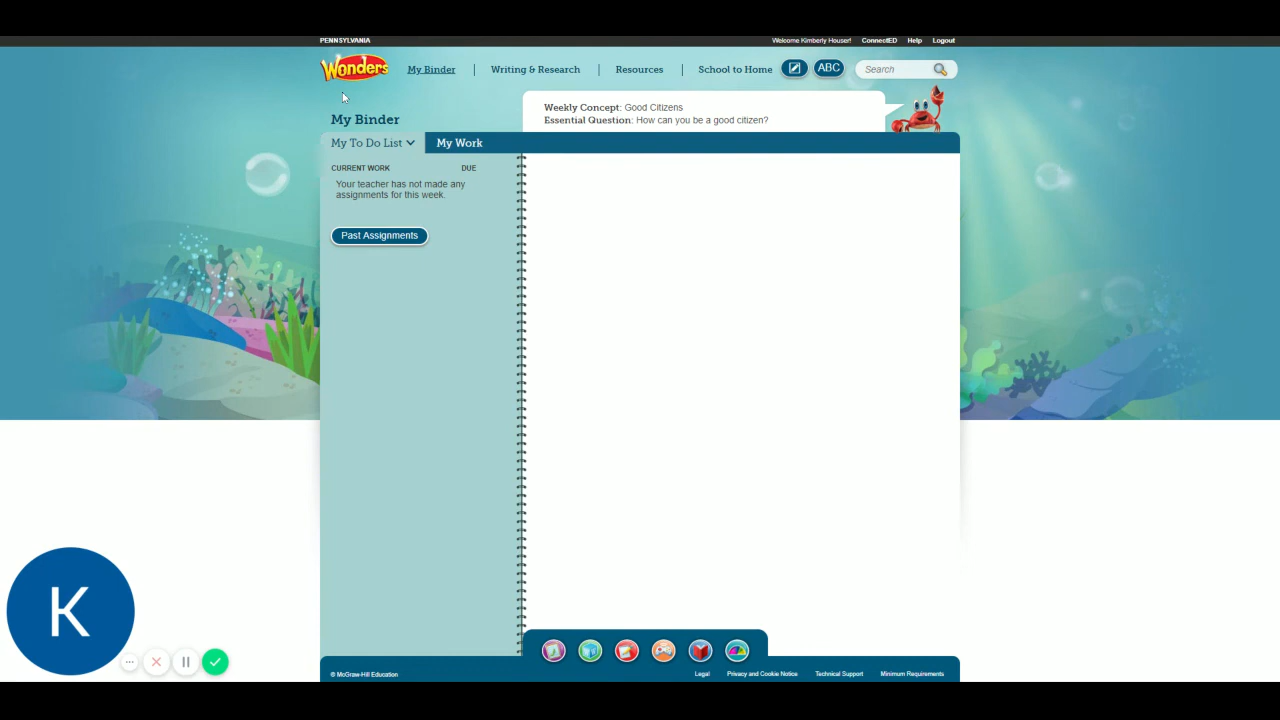 PENNSYLVANIA
Welcome Kimberly Houser! ConnectED Help Logout
Wonders My Binder Writing & Research Resources School to Home ABC Search
Weekly Concept: Good Citizens
Essential Question: How can you be a good citizen?
My Binder
My To Do List My Work
CURRENT WORK DUE
Your teacher has not made any
assignments for this week.
Past Assignments
K
© McGraw-Hill Education Legal Privacy and Cookie Notice Technical Support Minimum Requirements